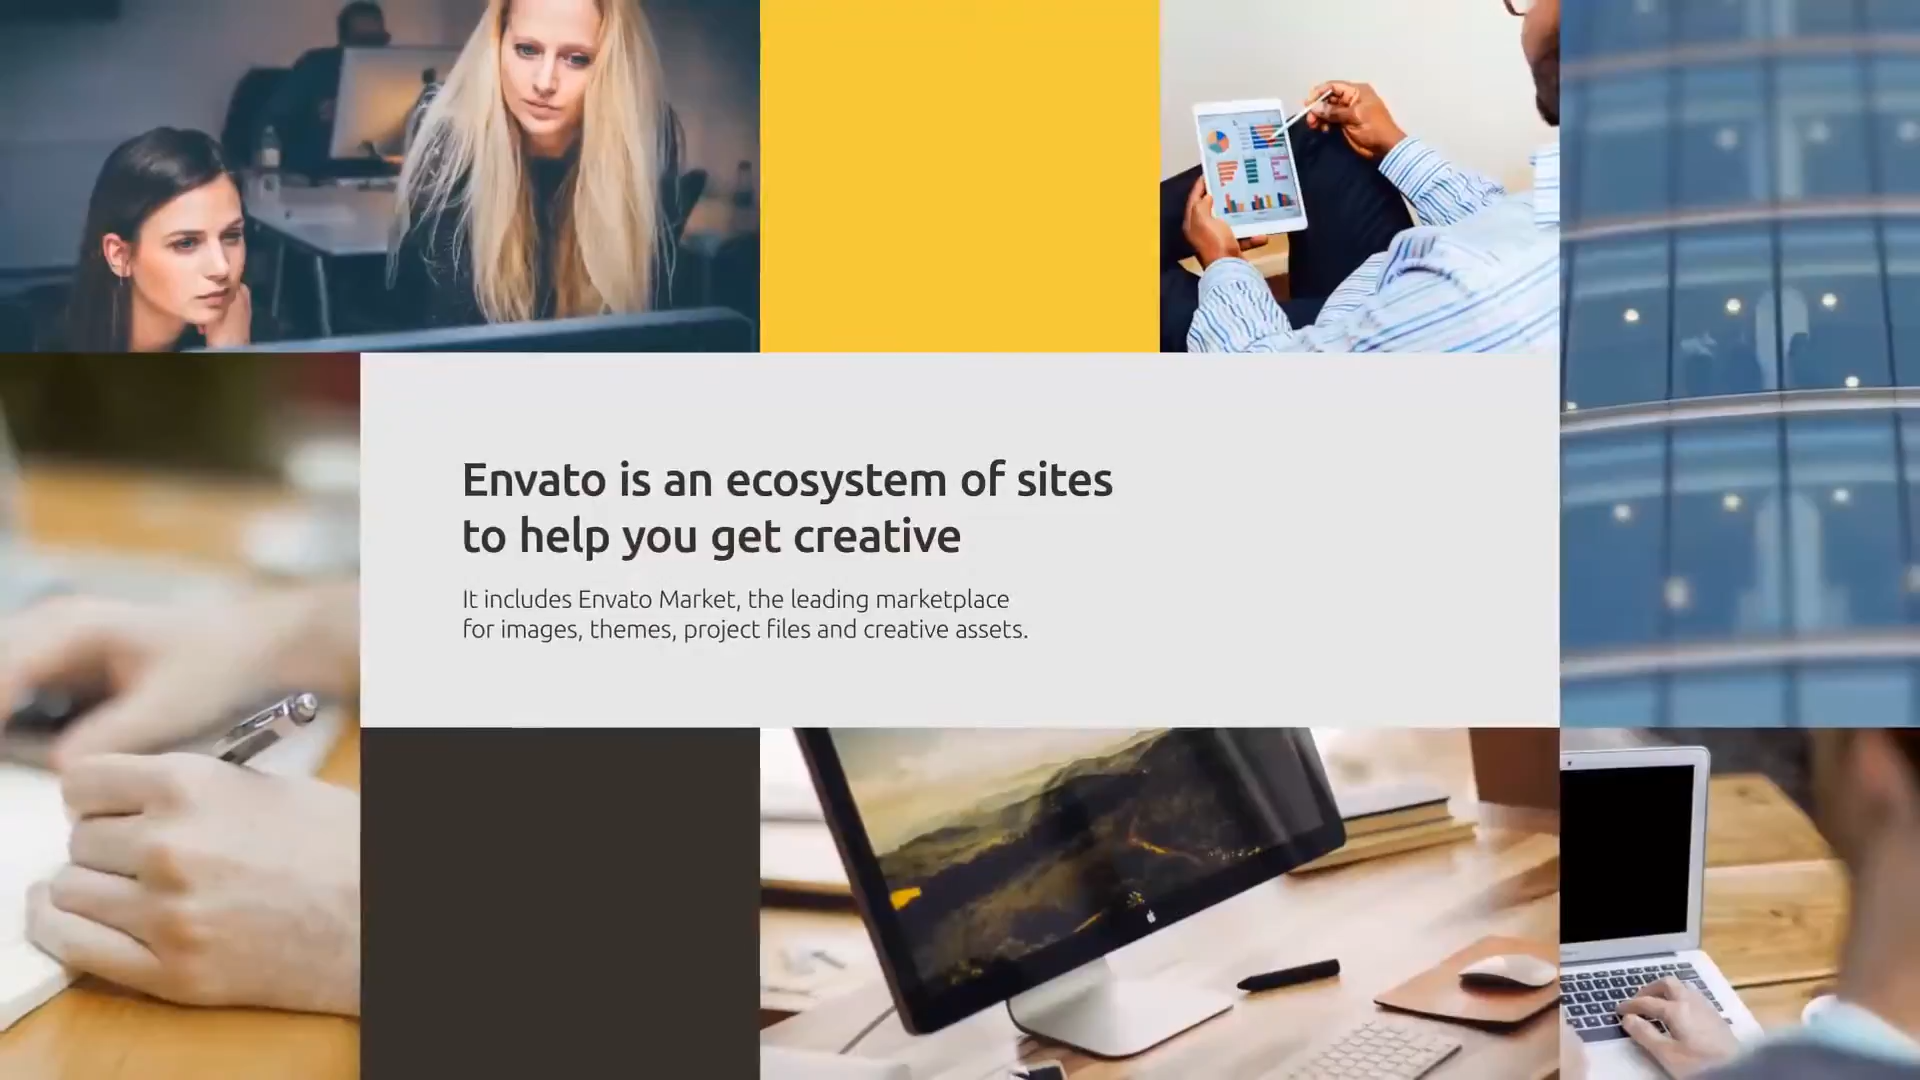 Envato is an ecosystem of sites
to help you get creative
It includes Envato Market, the leading marketplace
for images, themes, project files and creative assets.